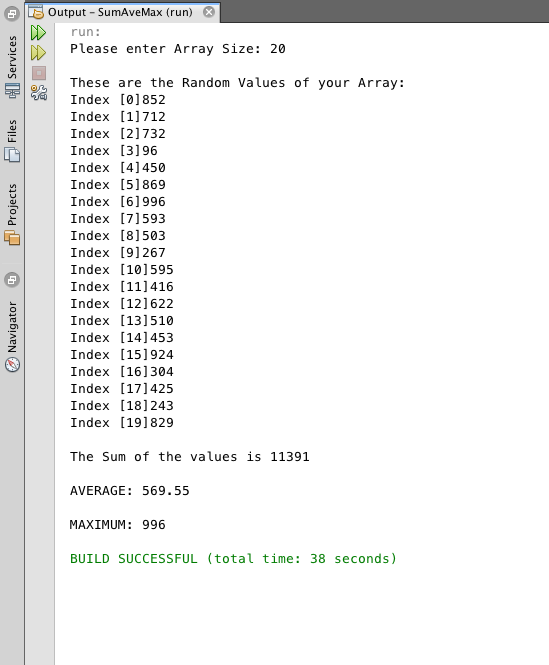 Output – SumAveMax (run)
run:
Please enter Array Size: 20
These are the Random Values of your Array:
Index [0]852
Index [1]712
Index [2]732
Index [3]96
Index [4]450
Index [5]869
Index [6]996
Index [7]593
Index [8]503
Index [9]267
Index [10]595
Index [11]416
Index [12]622
Index [13]510
Index [14]453
Index [15]924
Index [16]304
Index [17]425
Index [18]243
Index [19]829
The Sum of the values is 11391
AVERAGE: 569.55
MAXIMUM: 996
BUILD SUCCESSFUL (total time: 38 seconds)
Services
Files
Projects
Navigator